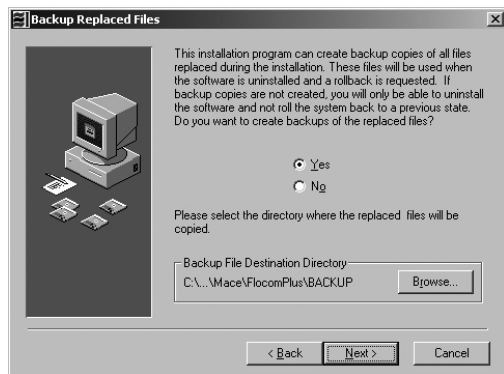 Backup Replaced Files
This installation program can create backup copies of all files
replaced during the installation. These files will be used when
the software is uninstalled and a rollback is requested. If
backup copies are not created, you will only be able to uninstall
the software and not roll the system back to a previous state.
Do you want to create backups of the replaced files?
Yes
No
Please select the directory where the replaced files will be
copied.
Backup File Destination Directory
C:\...\Mace\FlocomPlus\BACKUP
Browse...
< Back
Next >
Cancel